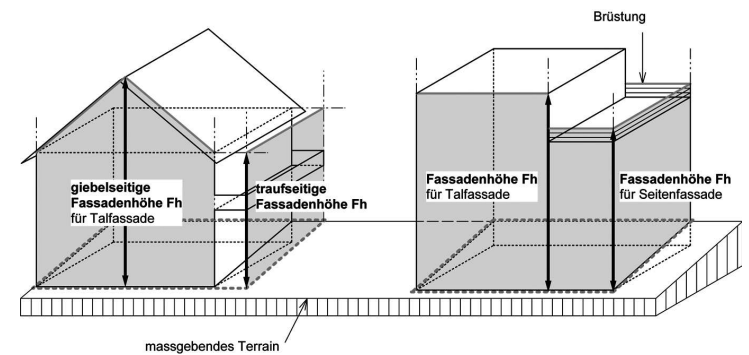 Brüstung
giebelseitige
Fassadenhöhe Fh
für Talfassade
traufseitige
Fassadenhöhe Fh
Fassadenhöhe Fh
für Talfassade
Fassadenhöhe Fh
für Seitenfassade
massgebendes Terrain